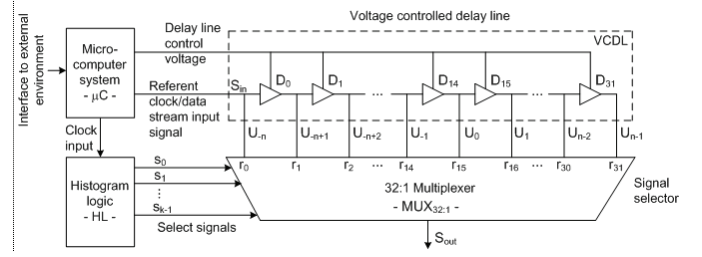 Voltage controlled delay line
Interface to external
environment
Micro-
computer
system
- µC -
Delay line
control
voltage
VCDL
Referent
clock/data
stream input
signal
Sin
D0
D1
D14
D15
D31
...
...
Clock
input
U-n
U-n+1
U-n+2
U-1
U0
U1
Un-2
Un-1
Histogram
logic
- HL -
s0
s1
⋮
sk-1
Select signals
r0
r1
r2
...
r14
r15
r16
...
r30
r31
32:1 Multiplexer
- MUX32:1 -
Signal
selector
Sout